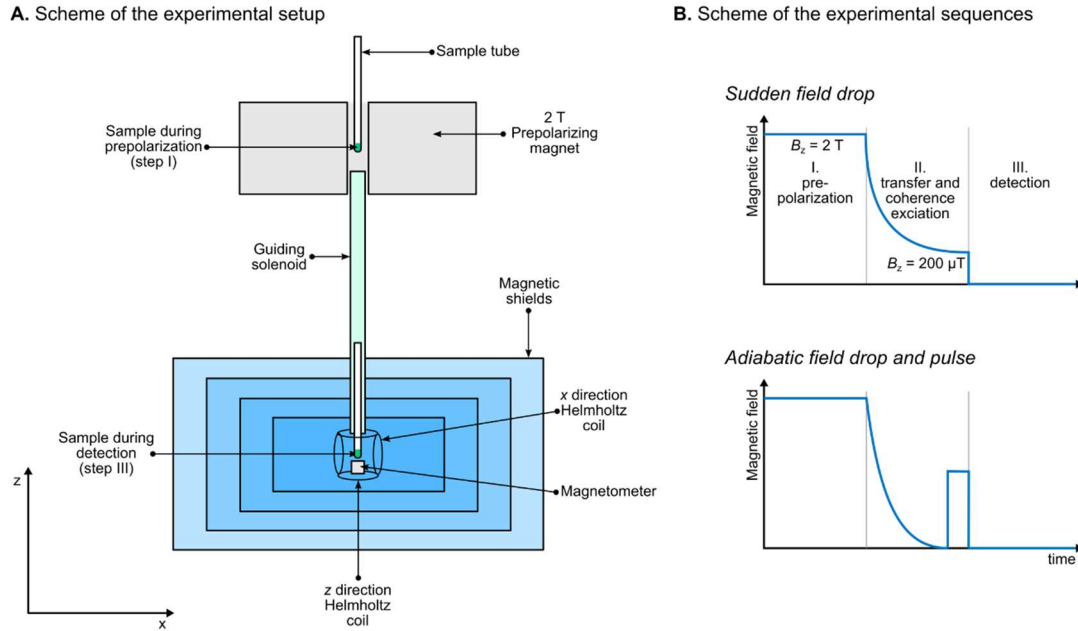 A. Scheme of the experimental setup
Sample tube
Sample during
prepolarization
(step I)
2 T
Prepolarizing
magnet
Guiding
solenoid
Magnetic
shields
x direction
Helmholtz
coil
Sample during
detection
(step III)
Magnetometer
z direction
Helmholtz
coil
z
x
B. Scheme of the experimental sequences
Sudden field drop
Magnetic field
Bz = 2 T
I.
pre-
polarization
II.
transfer and
coherence
exciation
III.
detection
Bz = 200 µT
Adiabatic field drop and pulse
Magnetic field
time